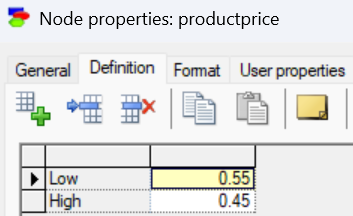 Node properties: productprice
General Definition Format User properties
Low 0.55
High 0.45